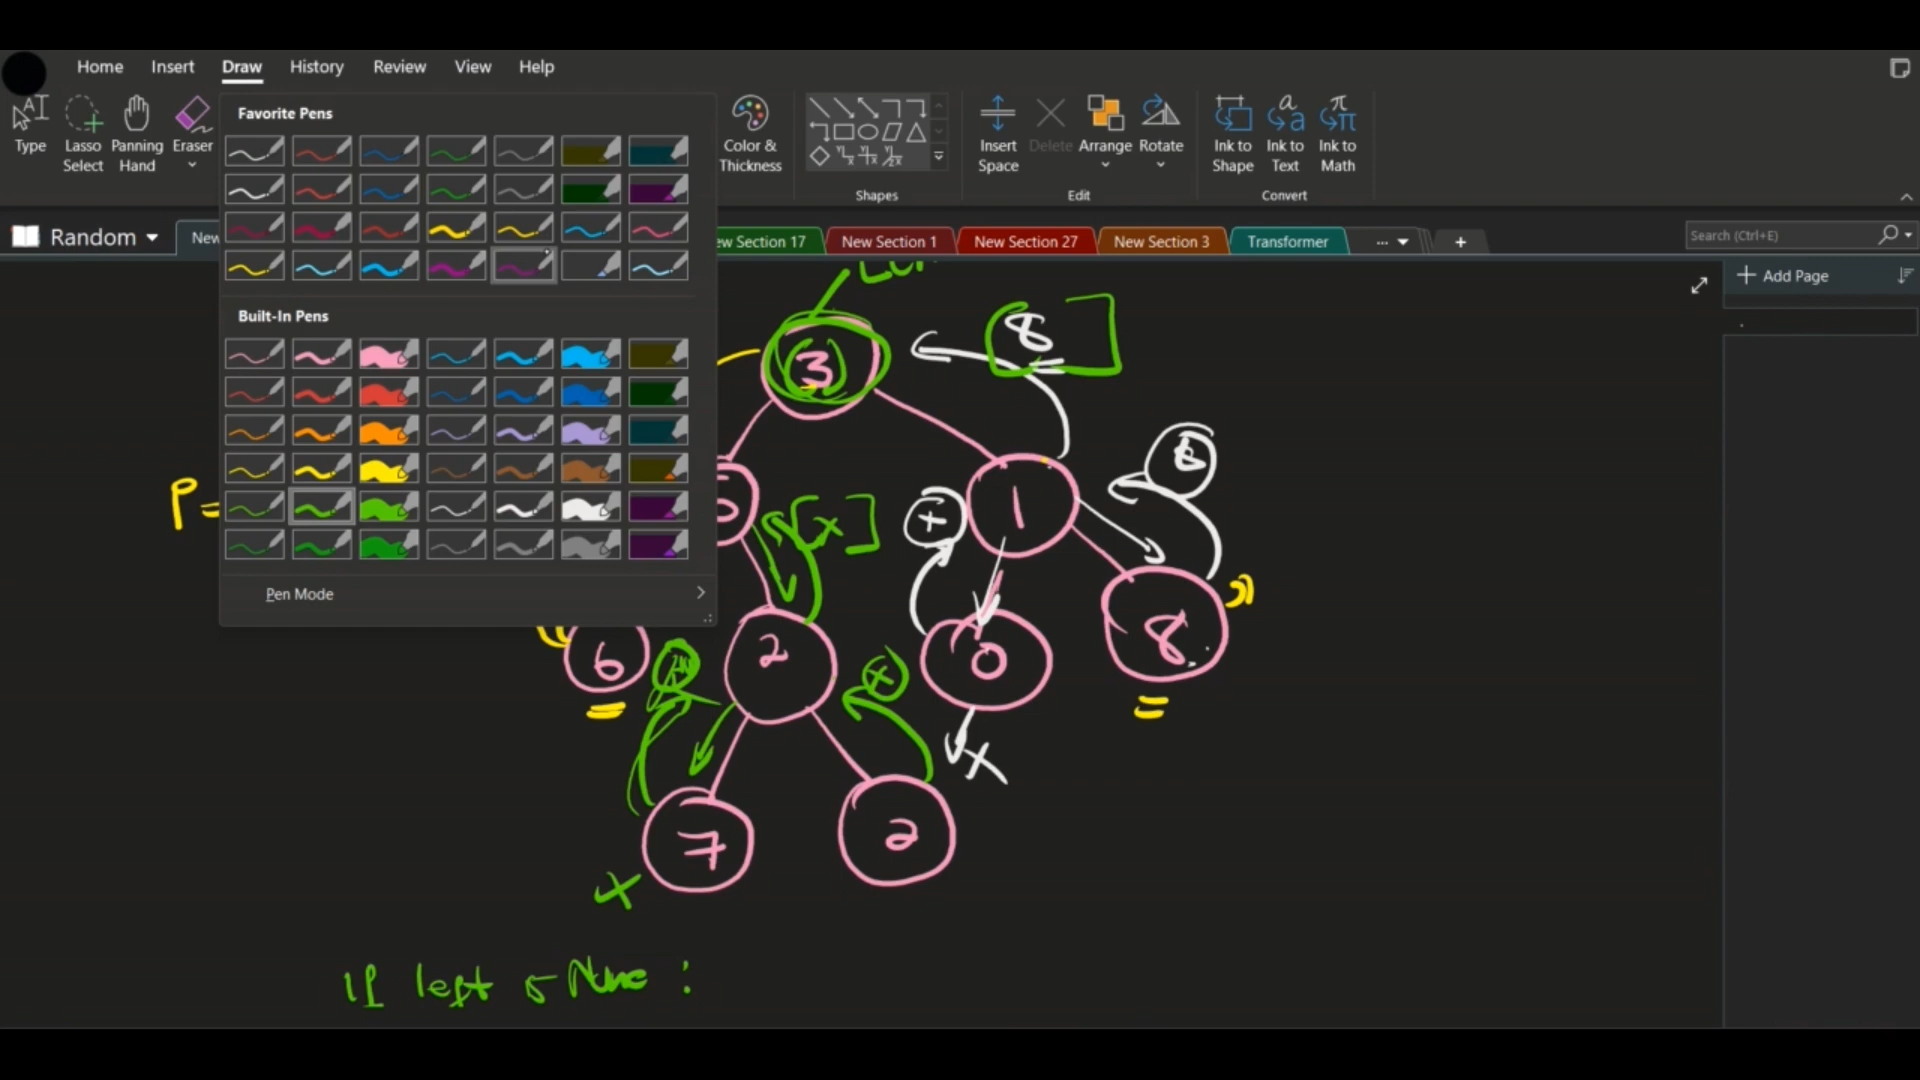 Home Insert Draw History Review View Help
Type
Lasso Select
Panning Hand
Eraser
Favorite Pens
Built-In Pens
Pen Mode
Color & Thickness
Shapes
Insert Space
Delete
Arrange
Rotate
Edit
Ink to Shape
Ink to Text
Ink to Math
Convert
Random
New
ew Section 17
New Section 1
New Section 27
New Section 3
Transformer
...
+
Search (Ctrl+E)
Add Page
3
8
P=
x
+
1
6
2
x
0
8
x
7
2
x
If left
: